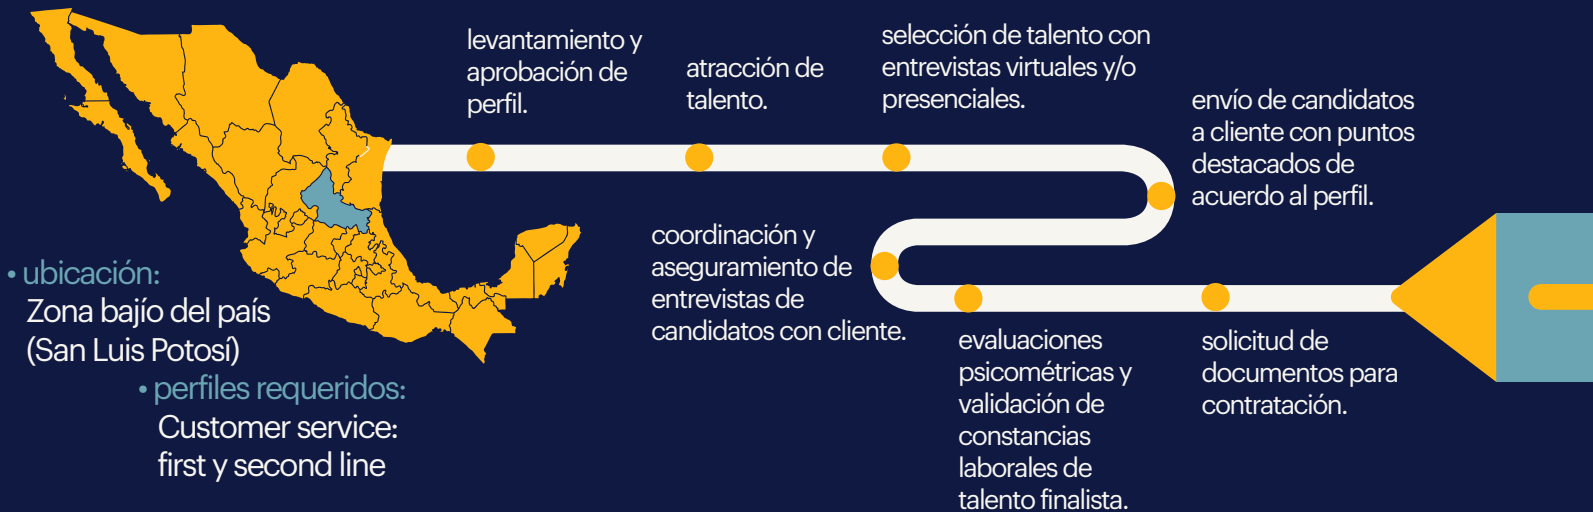 levantamiento y
aprobación de
perfil.
atracción de
talento.
selección de talento con
entrevistas virtuales y/o
presenciales.
envío de candidatos
a cliente con puntos
destacados de
acuerdo al perfil.
coordinación y
aseguramiento de
entrevistas de
candidatos con cliente.
evaluaciones
psicométricas y
validación de
constancias
laborales de
talento finalista.
solicitud de
documentos para
contratación.
• ubicación:
Zona bajío del país
(San Luis Potosí)
• perfiles requeridos:
Customer service:
first y second line